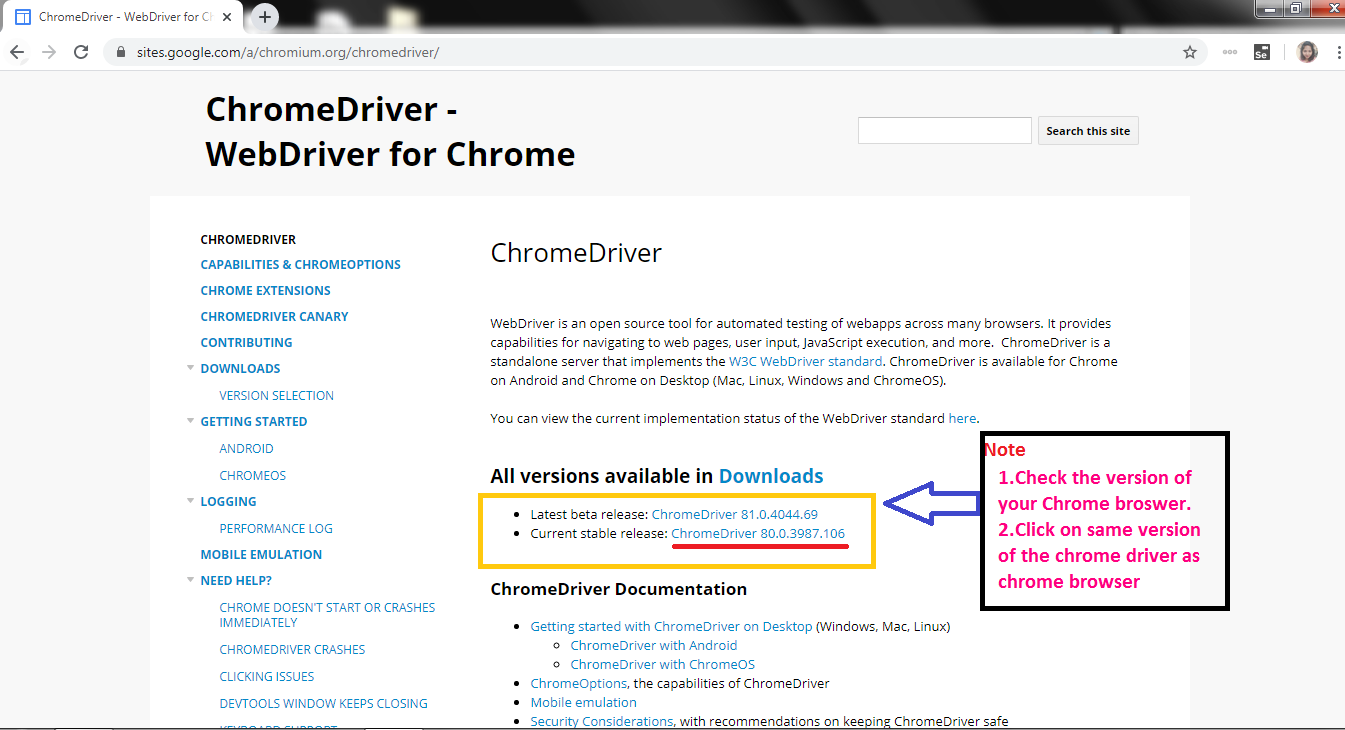 ChromeDriver - WebDriver for Ch
sites.google.com/a/chromium.org/chromedriver/
Se
ChromeDriver -
WebDriver for Chrome
Search this site
CHROMEDRIVER
CAPABILITIES & CHROMEOPTIONS
CHROME EXTENSIONS
CHROMEDRIVER CANARY
CONTRIBUTING
DOWNLOADS
VERSION SELECTION
GETTING STARTED
ANDROID
CHROMEOS
LOGGING
PERFORMANCE LOG
MOBILE EMULATION
NEED HELP?
CHROME DOESN'T START OR CRASHES
IMMEDIATELY
CHROMEDRIVER CRASHES
CLICKING ISSUES
DEVTOOLS WINDOW KEEPS CLOSING
KEYBOARD SUPPORT
ChromeDriver
WebDriver is an open source tool for automated testing of webapps across many browsers. It provides
capabilities for navigating to web pages, user input, JavaScript execution, and more.  ChromeDriver is a
standalone server that implements the W3C WebDriver standard. ChromeDriver is available for Chrome
on Android and Chrome on Desktop (Mac, Linux, Windows and ChromeOS).
You can view the current implementation status of the WebDriver standard here.
All versions available in Downloads
Latest beta release: ChromeDriver 81.0.4044.69
Current stable release: ChromeDriver 80.0.3987.106
ChromeDriver Documentation
Getting started with ChromeDriver on Desktop (Windows, Mac, Linux)
ChromeDriver with Android
ChromeDriver with ChromeOS
ChromeOptions, the capabilities of ChromeDriver
Mobile emulation
Security Considerations, with recommendations on keeping ChromeDriver safe
Note
1.Check the version of
your Chrome broswer.
2.Click on same version
of the chrome driver as
chrome browser